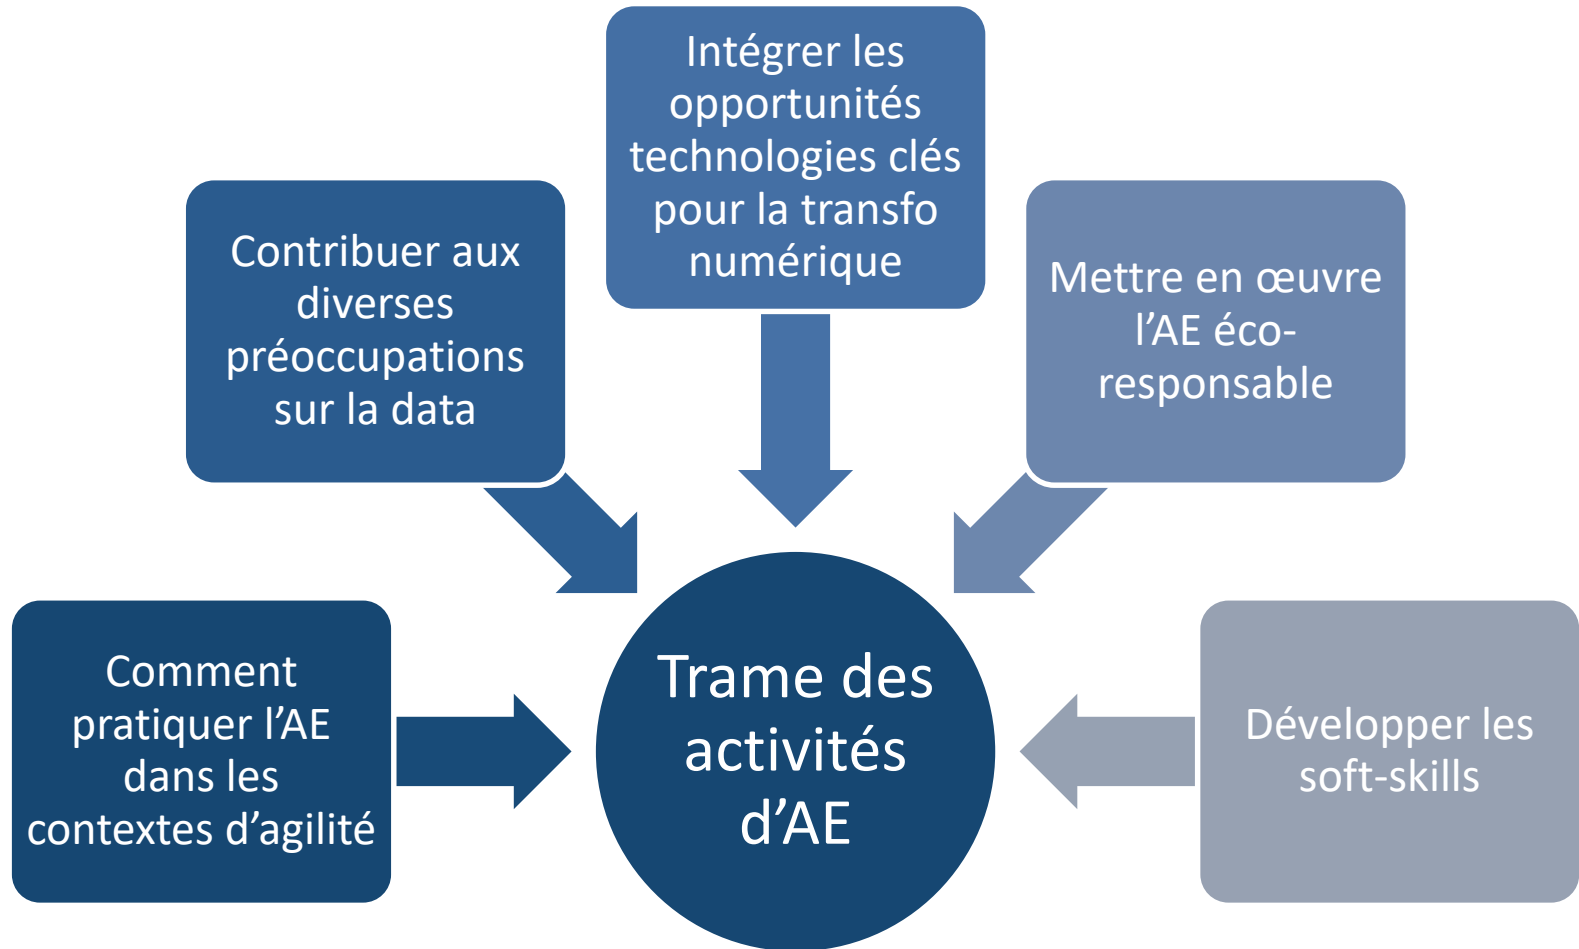 Intégrer les
opportunités
technologies clés
pour la transfo
numérique
Contribuer aux
diverses
préoccupations
sur la data
Mettre en œuvre
l’AE éco-
responsable
Comment
pratiquer l’AE
dans les
contextes d’agilité
Trame des
activités
d’AE
Développer les
soft-skills